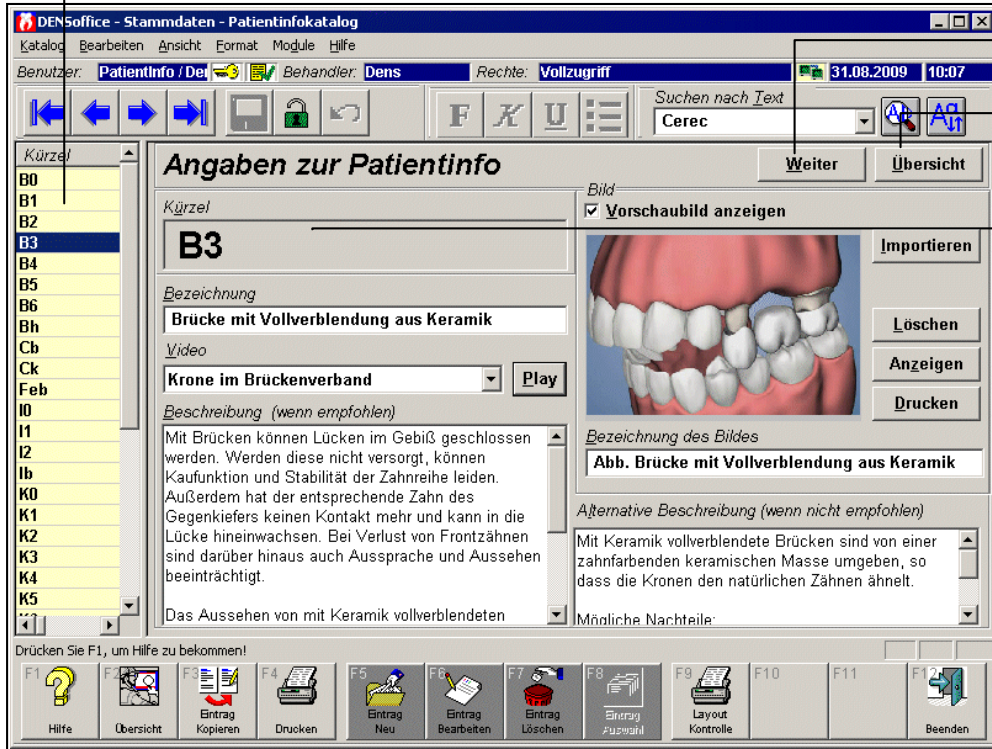 DENSoffice - Stammdaten - Patientinfokatalog
Katalog Bearbeiten Ansicht Format Module Hilfe
Benutzer: PatientInfo / Der Behandler: Dens Rechte: Vollzugriff 31.08.2009 10:07
F K U
Suchen nach Text
Cerec
Kürzel
B0
B1
B2
B3
B4
B5
B6
Bh
Cb
Ck
Feb
I0
I1
I2
Ib
K0
K1
K2
K3
K4
K5
Angaben zur Patientinfo
Weiter
Übersicht
Kürzel
B3
Bezeichnung
Brücke mit Vollverblendung aus Keramik
Video
Krone im Brückenverband
Play
Beschreibung (wenn empfohlen)
Mit Brücken können Lücken im Gebiß geschlossen
werden. Werden diese nicht versorgt, können
Kaufunktion und Stabilität der Zahnreihe leiden.
Außerdem hat der entsprechende Zahn des
Gegenkiefers keinen Kontakt mehr und kann in die
Lücke hineinwachsen. Bei Verlust von Frontzähnen
sind darüber hinaus auch Aussprache und Aussehen
beeinträchtigt.
Das Aussehen von mit Keramik vollverblendeten
Bild
Vorschaubild anzeigen
Importieren
Löschen
Anzeigen
Drucken
Bezeichnung des Bildes
Abb. Brücke mit Vollverblendung aus Keramik
Alternative Beschreibung (wenn nicht empfohlen)
Mit Keramik vollverblendete Brücken sind von einer
zahnfarbenden keramischen Masse umgeben, so
dass die Kronen den natürlichen Zähnen ähnelt.
Mögliche Nachteile:
Drücken Sie F1, um Hilfe zu bekommen!
F1 Hilfe
F2 Übersicht
F3 Eintrag Kopieren
F4 Drucken
F5 Eintrag Neu
F6 Eintrag Bearbeiten
F7 Eintrag Löschen
F8 Eintrag Auswahl
F9 Layout Kontrolle
F10
F11
F12 Beenden